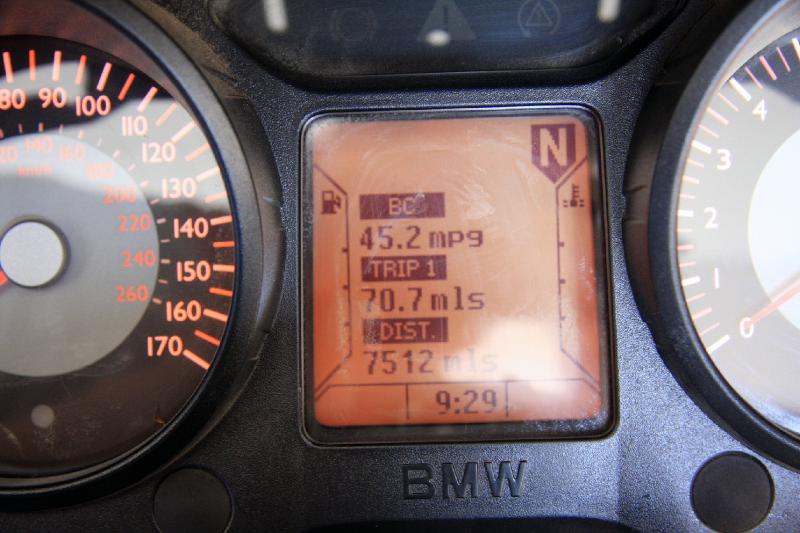 80 90 100 110 120 130 140 150 160 170
140 160 180 200 220 240 260
km/h
N
BC
45.2 mpg
TRIP 1
70.7 mls
DIST.
7512 mls
9:29
BMW
4
3
2
1
0